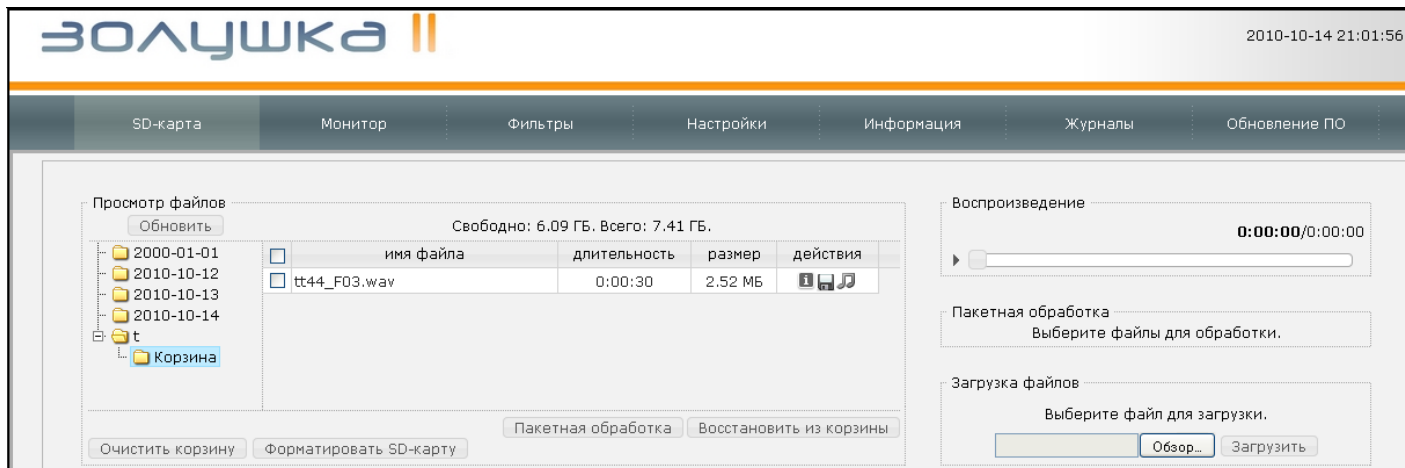 золушка II
2010-10-14 21:01:56
SD-карта Монитор Фильтры Настройки Информация Журналы Обновление ПО
Просмотр файлов
Обновить Свободно: 6.09 ГБ. Всего: 7.41 ГБ.
2000-01-01
2010-10-12
2010-10-13
2010-10-14
t
Корзина
имя файла длительность размер действия
tt44_F03.wav 0:00:30 2.52 МБ
Пакетная обработка Восстановить из корзины
Очистить корзину Форматировать SD-карту
Воспроизведение
0:00:00/0:00:00
Пакетная обработка
Выберите файлы для обработки.
Загрузка файлов
Выберите файл для загрузки.
Обзор... Загрузить